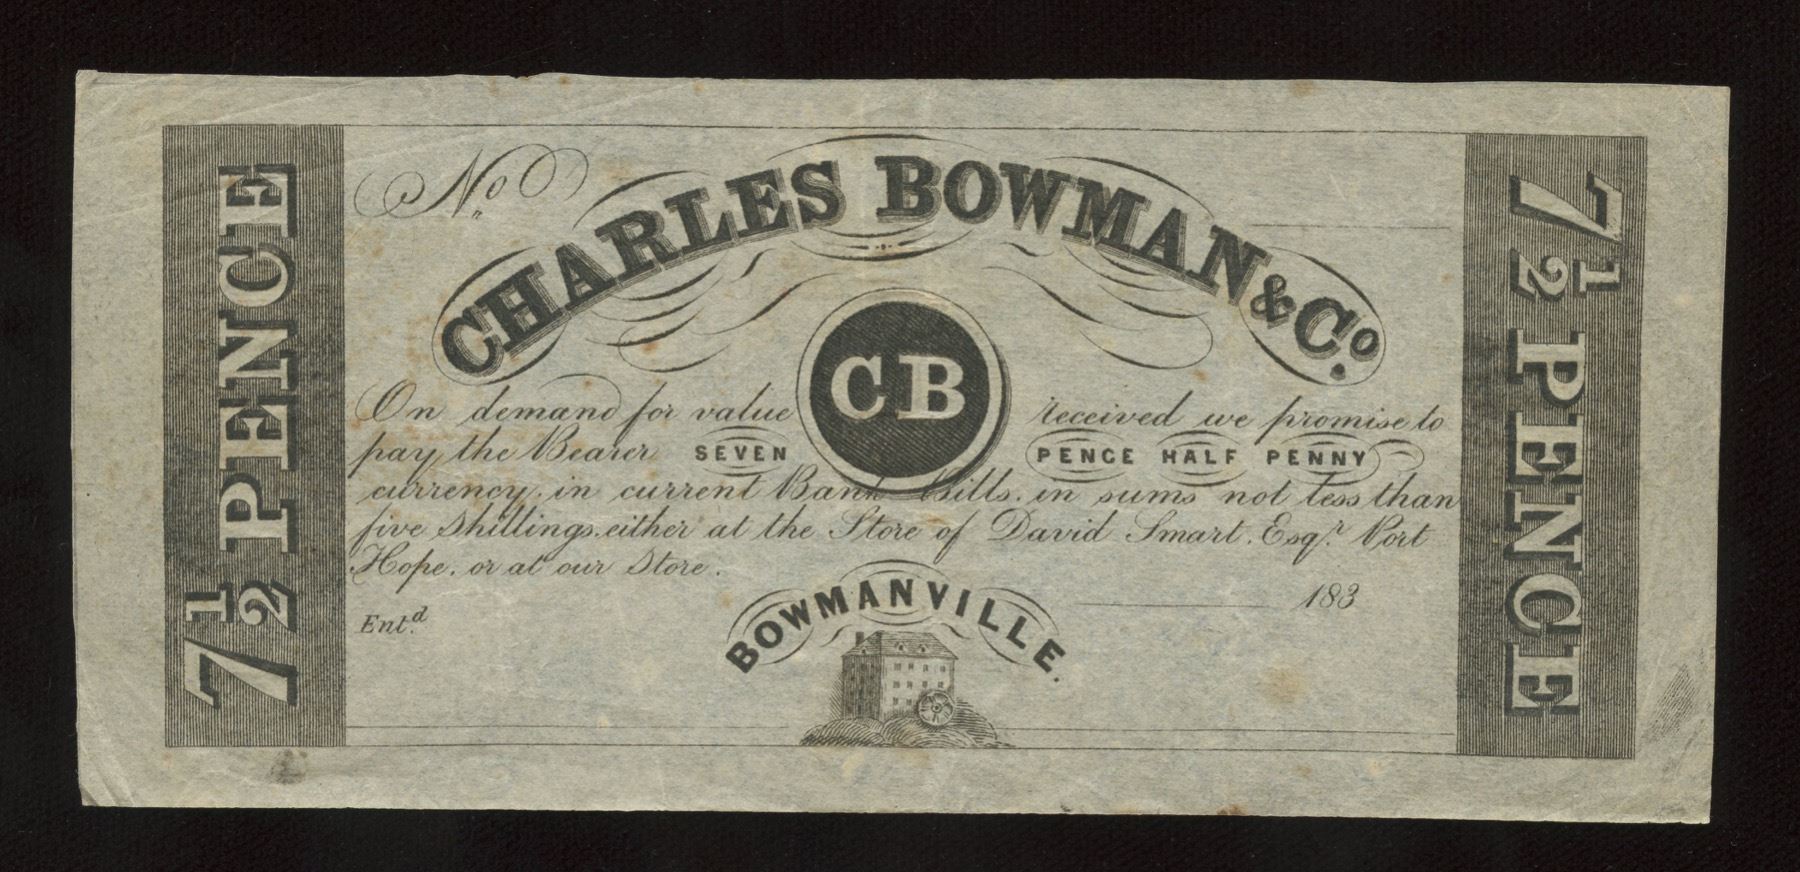 7½ PENCE
No
CHARLES BOWMAN & Co.
7½ PENCE
CB
On demand for value received we promise to
pay the Bearer SEVEN PENCE HALF PENNY
currency, in current Bank Bills, in sums not less than
five Shillings, either at the Store of David Smart, Esqr. Port
Hope, or at our Store.
BOWMANVILLE.
183
Entd.